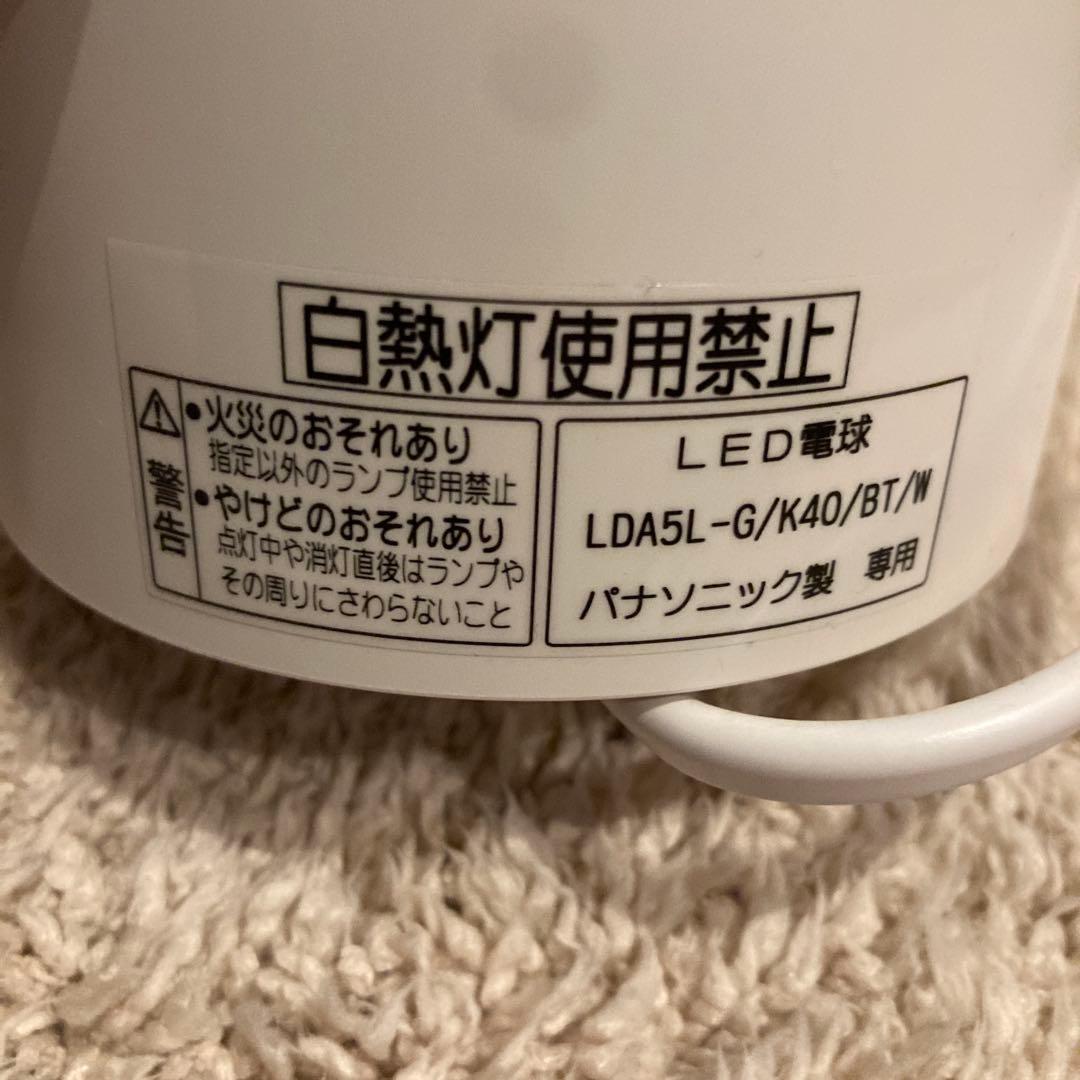 白熱灯使用禁止
⚠警告
•火災のおそれあり
指定以外のランプ使用禁止
•やけどのおそれあり
点灯中や消灯直後はランプや
その周りにさわらないこと
LED電球
LDA5L-G/K40/BT/W
パナソニック製 専用